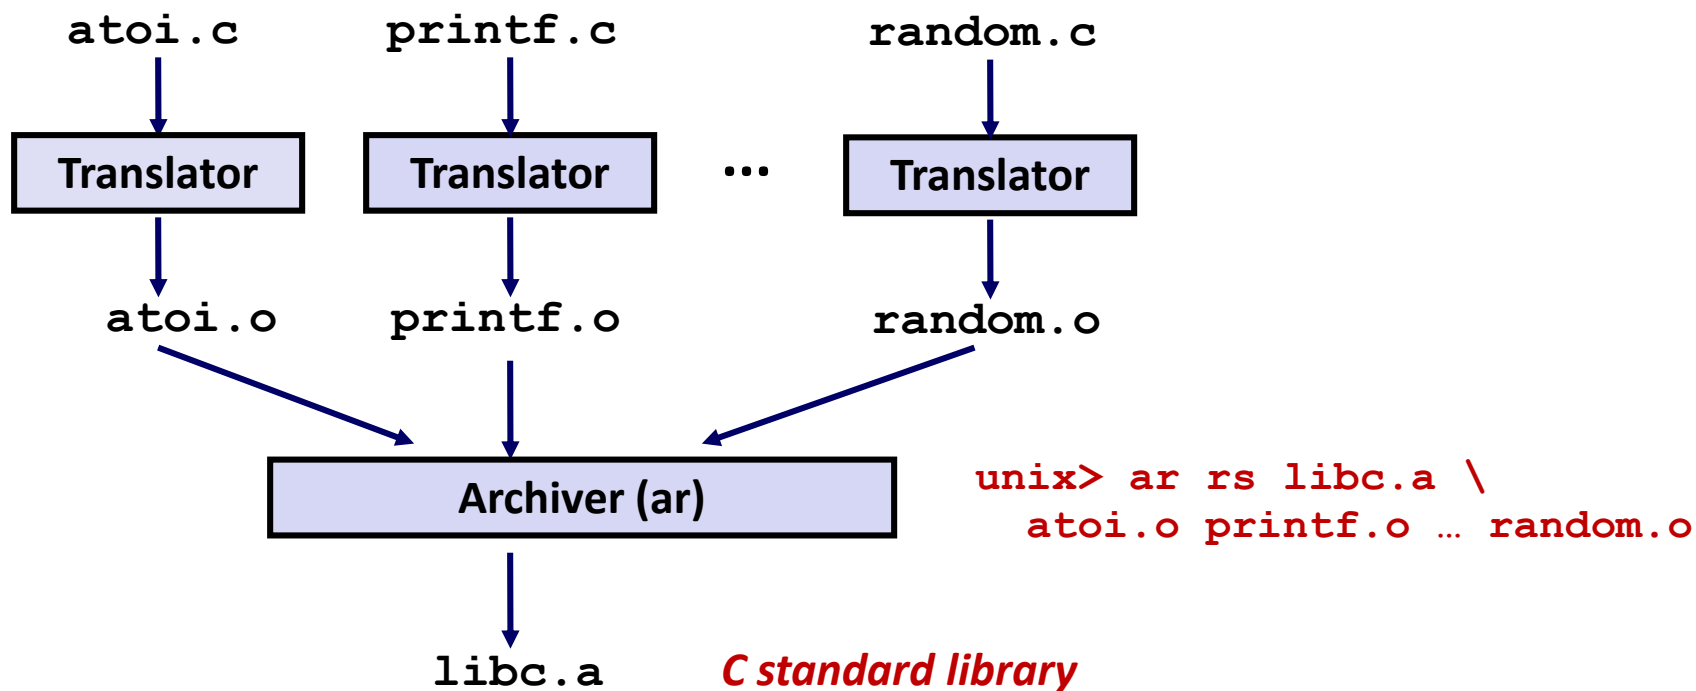 atoi.c printf.c random.c
Translator Translator ... Translator
atoi.o printf.o random.o
Archiver (ar)
unix> ar rs libc.a \
atoi.o printf.o … random.o
libc.a C standard library